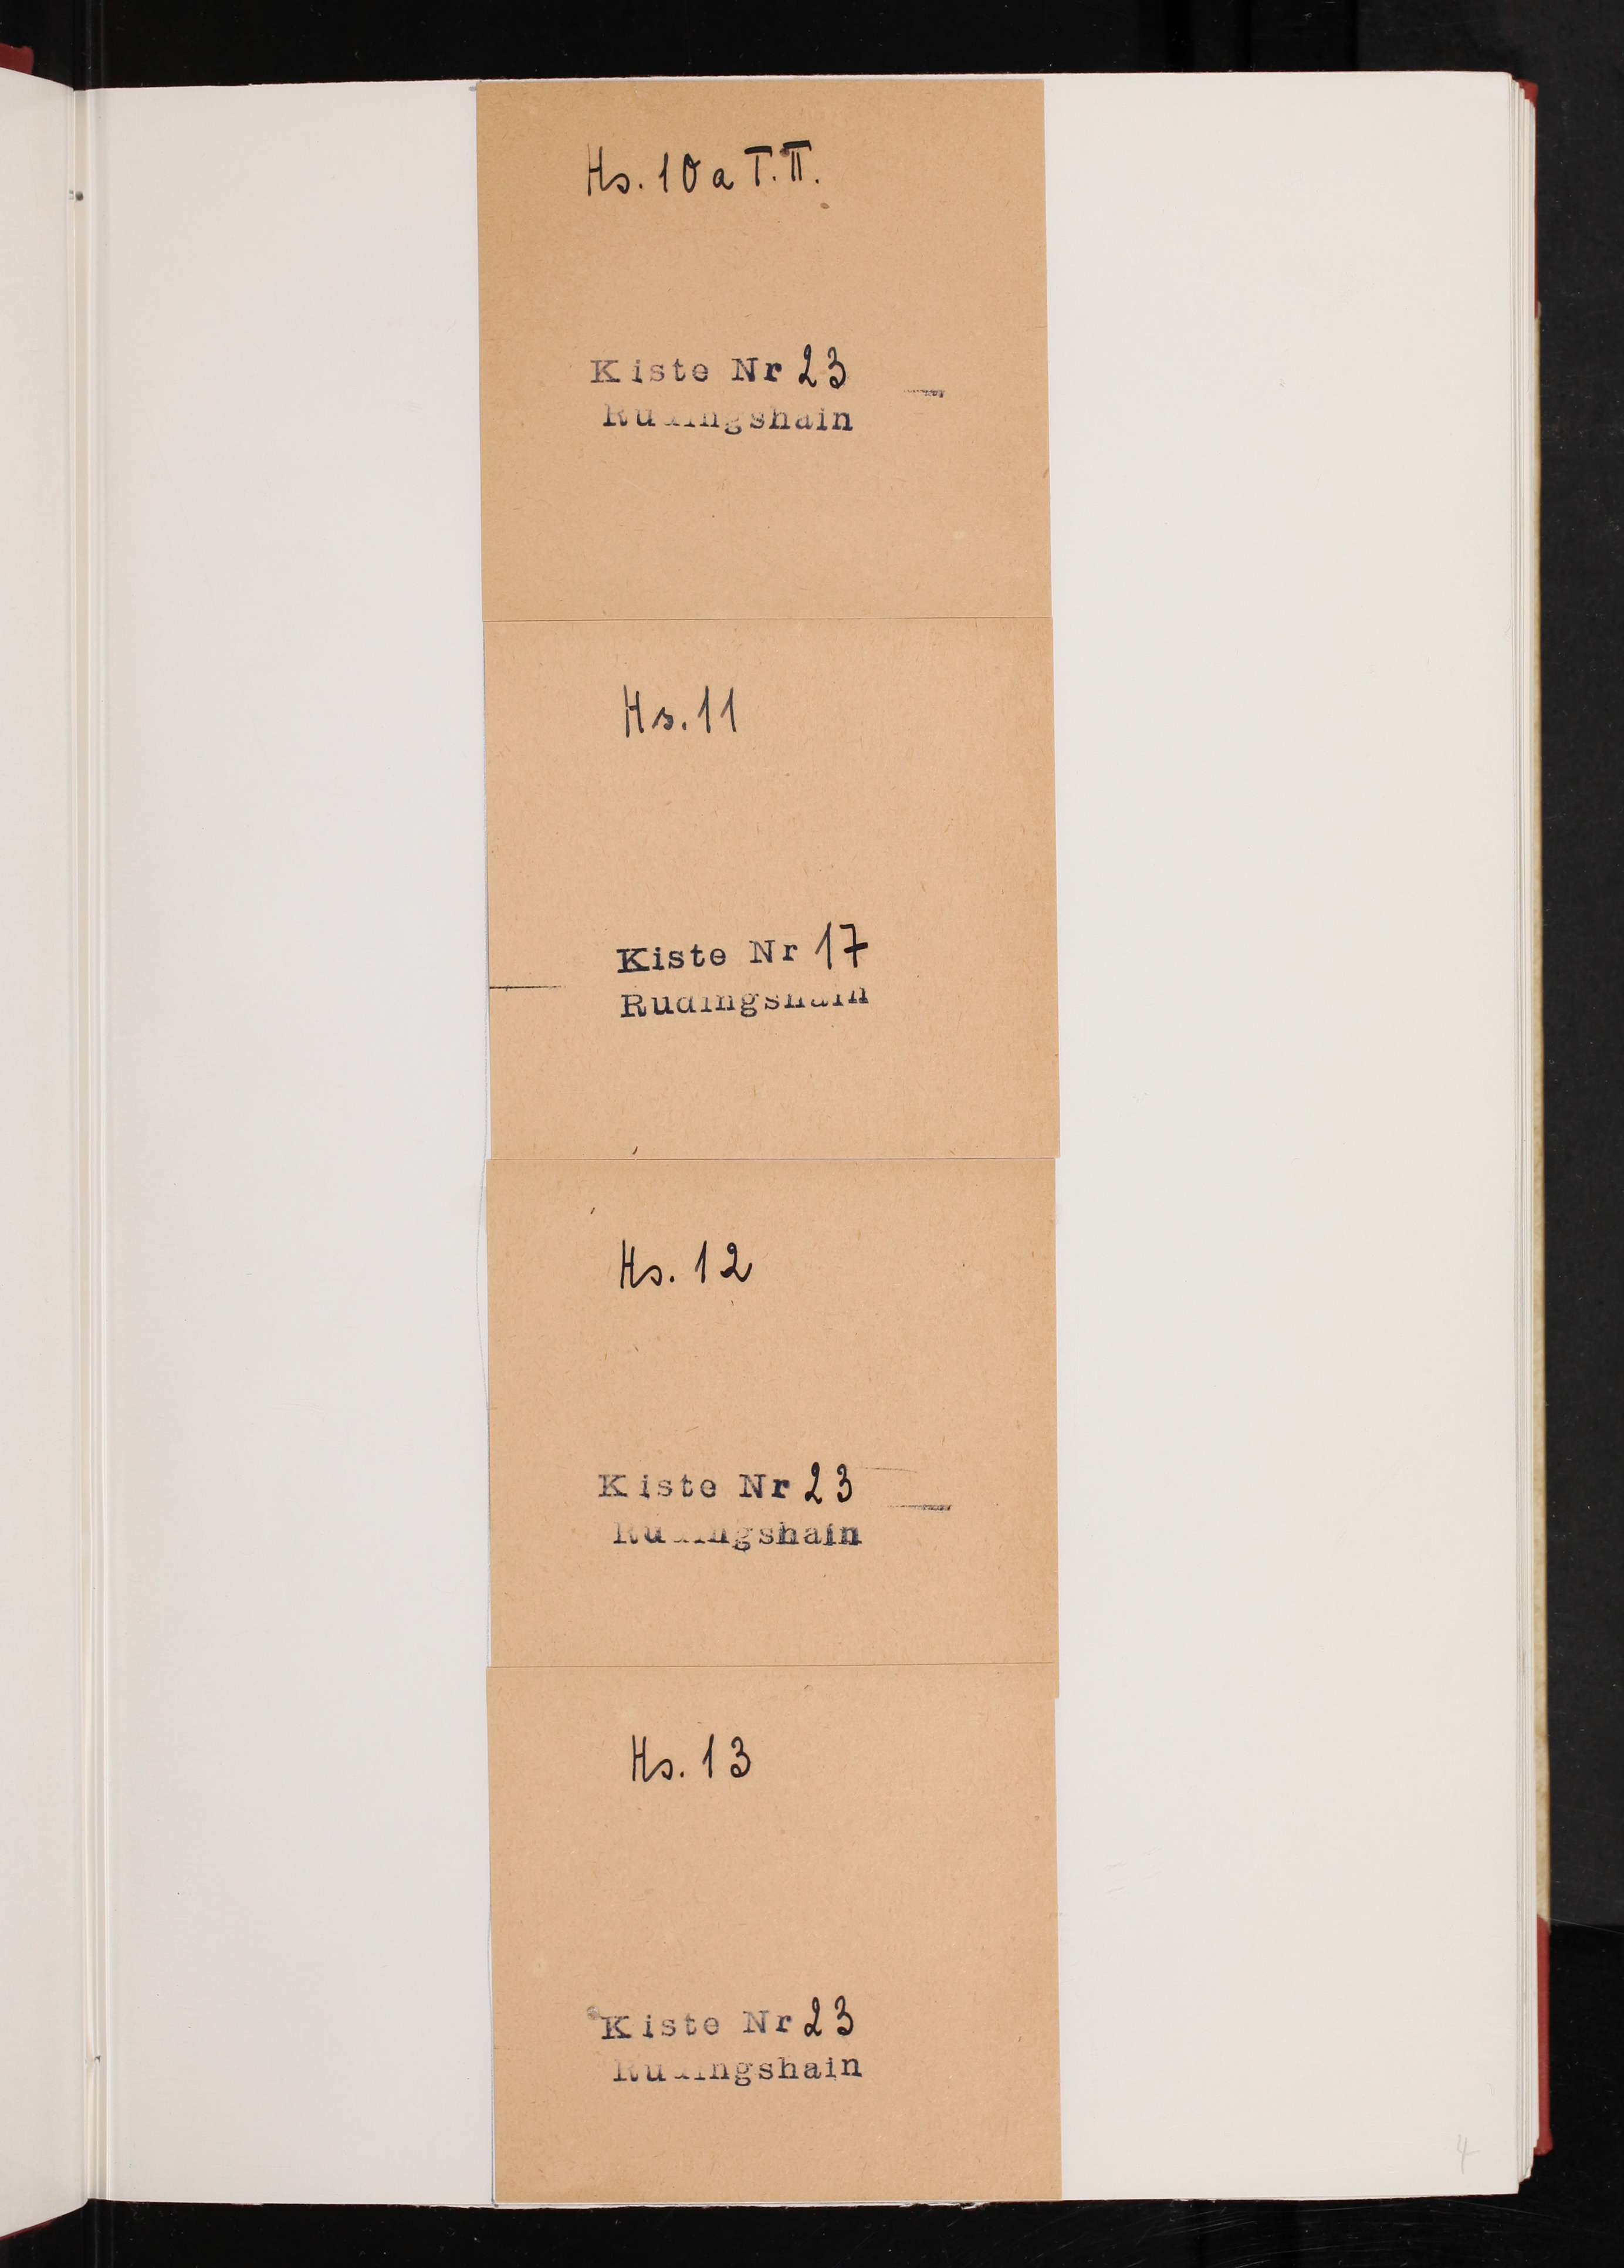 Hs. 10 a T. II.
Kiste Nr 23
Rudingshain
Hs. 11
Kiste Nr 17
Rudingshain
Hs. 12
Kiste Nr 23
Rudingshain
Hs. 13
Kiste Nr 23
Rudingshain
4